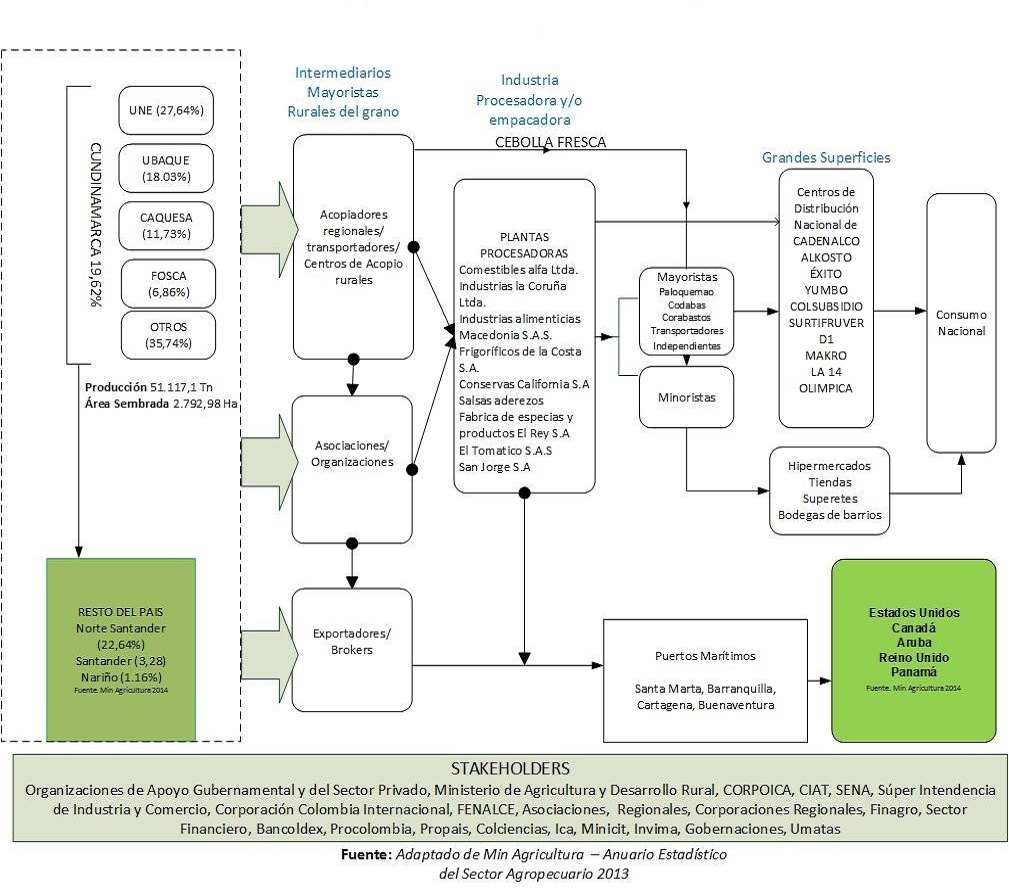 UNE (27,64%)
UBAQUE
(18.03%)
CAQUESA
(11,73%)
FOSCA
(6,86%)
OTROS
(35,74%)
CUNDINAMARCA 19,62%
Producción 51.117,1 Tn
Área Sembrada 2.792,98 Ha
RESTO DEL PAIS
Norte Santander
(22,64%)
Santander (3,28)
Nariño (1.16%)
Fuente. Min Agricultura 2014
Intermediarios
Mayoristas
Rurales del grano
Acopiadores
regionales/
transportadores/
Centros de Acopio
rurales
Asociaciones/
Organizaciones
Exportadores/
Brokers
Industria
Procesadora y/o
empacadora
CEBOLLA FRESCA
PLANTAS
PROCESADORAS
Comestibles alfa Ltda.
Industrias la Coruña
Ltda.
Industrias alimenticias
Macedonia S.A.S.
Frigoríficos de la Costa
S.A.
Conservas California S.A
Salsas aderezos
Fabrica de especias y
productos El Rey S.A
El Tomatico S.A.S
San Jorge S.A
Mayoristas
Paloquemao
Codabas
Corabastos
Transportadores
Independientes
Minoristas
Grandes Superficies
Centros de
Distribución
Nacional de
CADENALCO
ALKOSTO
ÉXITO
YUMBO
COLSUBSIDIO
SURTIFRUVER
D1
MAKRO
LA 14
OLIMPICA
Hipermercados
Tiendas
Superetes
Bodegas de barrios
Consumo
Nacional
Puertos Marítimos
Santa Marta, Barranquilla,
Cartagena, Buenaventura
Estados Unidos
Canadá
Aruba
Reino Unido
Panamá
Fuente. Min Agricultura 2014
STAKEHOLDERS
Organizaciones de Apoyo Gubernamental y del Sector Privado, Ministerio de Agricultura y Desarrollo Rural, CORPOICA, CIAT, SENA, Súper Intendencia
de Industria y Comercio, Corporación Colombia Internacional, FENALCE, Asociaciones, Regionales, Corporaciones Regionales, Finagro, Sector
Financiero, Bancoldex, Procolombia, Propais, Colciencias, Ica, Minicit, Invima, Gobernaciones, Umatas
Fuente: Adaptado de Min Agricultura – Anuario Estadístico
del Sector Agropecuario 2013